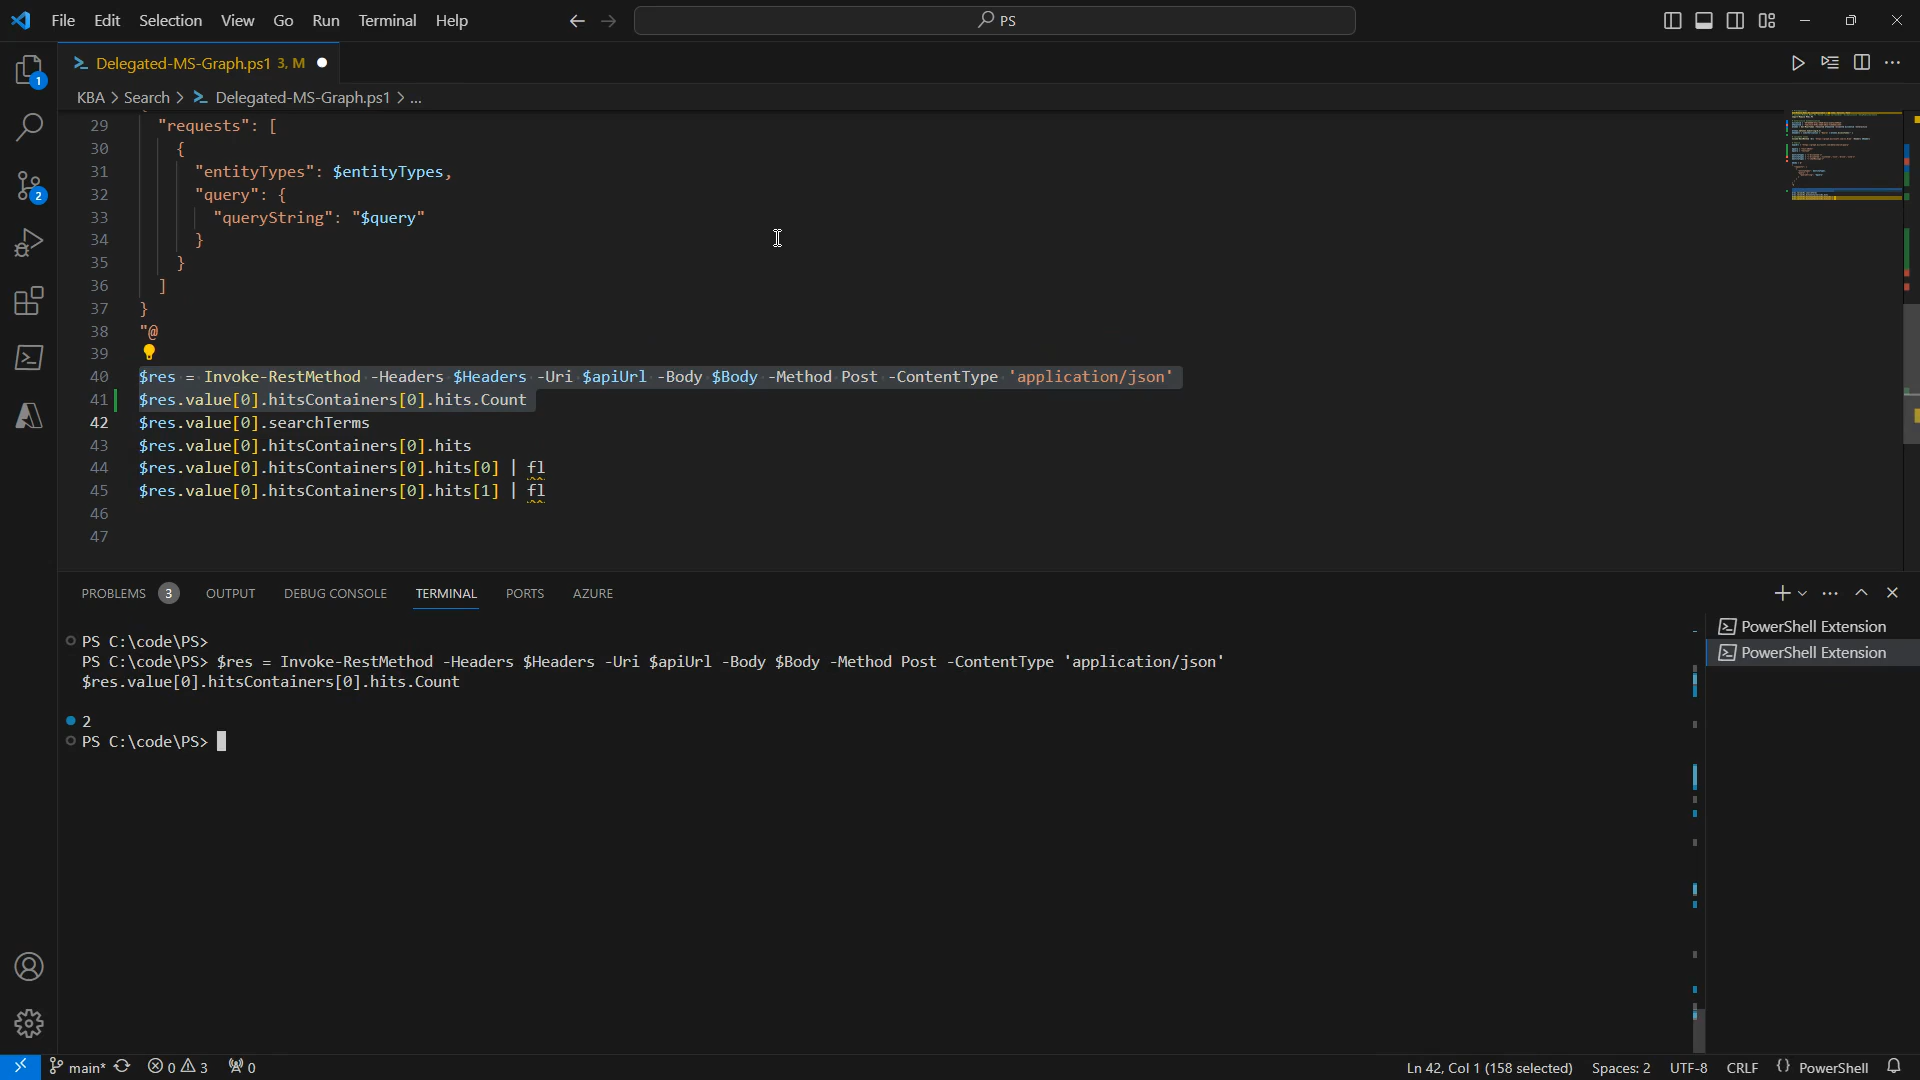 File Edit Selection View Go Run Terminal Help
PS
Delegated-MS-Graph.ps1 3, M
KBA > Search > Delegated-MS-Graph.ps1 > ...
1
2
29 "requests": [
30 {
31 "entityTypes": $entityTypes,
32 "query": {
33 "queryString": "$query"
34 }
35 }
36 ]
37 }
38 "@
39
40 $res = Invoke-RestMethod -Headers $Headers -Uri $apiUrl -Body $Body -Method Post -ContentType 'application/json'
41 $res.value[0].hitsContainers[0].hits.Count
42 $res.value[0].searchTerms
43 $res.value[0].hitsContainers[0].hits
44 $res.value[0].hitsContainers[0].hits[0] | fl
45 $res.value[0].hitsContainers[0].hits[1] | fl
46
47
PROBLEMS 3 OUTPUT DEBUG CONSOLE TERMINAL PORTS AZURE
PS C:\code\PS>
PS C:\code\PS> $res = Invoke-RestMethod -Headers $Headers -Uri $apiUrl -Body $Body -Method Post -ContentType 'application/json'
$res.value[0].hitsContainers[0].hits.Count
2
PS C:\code\PS>
PowerShell Extension
PowerShell Extension
main* 0 3 0 Ln 42, Col 1 (158 selected) Spaces: 2 UTF-8 CRLF {} PowerShell